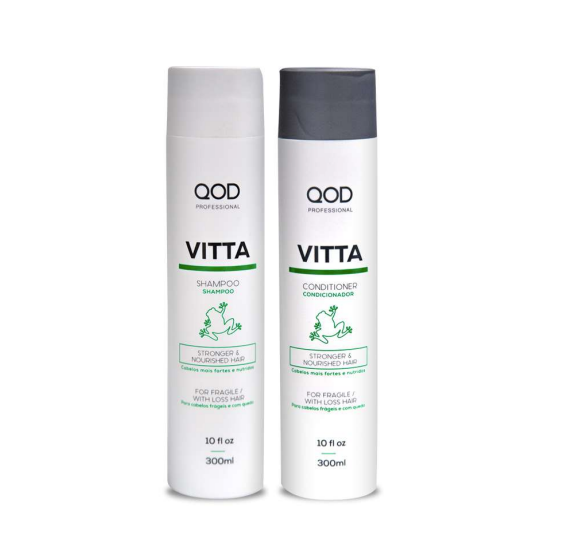 QOD
PROFESSIONAL
VITTA
SHAMPOO
SHAMPOO
STRONGER &
NOURISHED HAIR
Cabelos mais fortes e nutridos
FOR FRAGILE /
WITH LOSS HAIR
Para cabelos frágeis e com queda
10 fl oz
300ml
QOD
PROFESSIONAL
VITTA
CONDITIONER
CONDICIONADOR
STRONGER &
NOURISHED HAIR
Cabelos mais fortes e nutridos
FOR FRAGILE /
WITH LOSS HAIR
Para cabelos frágeis e com queda
10 fl oz
300ml